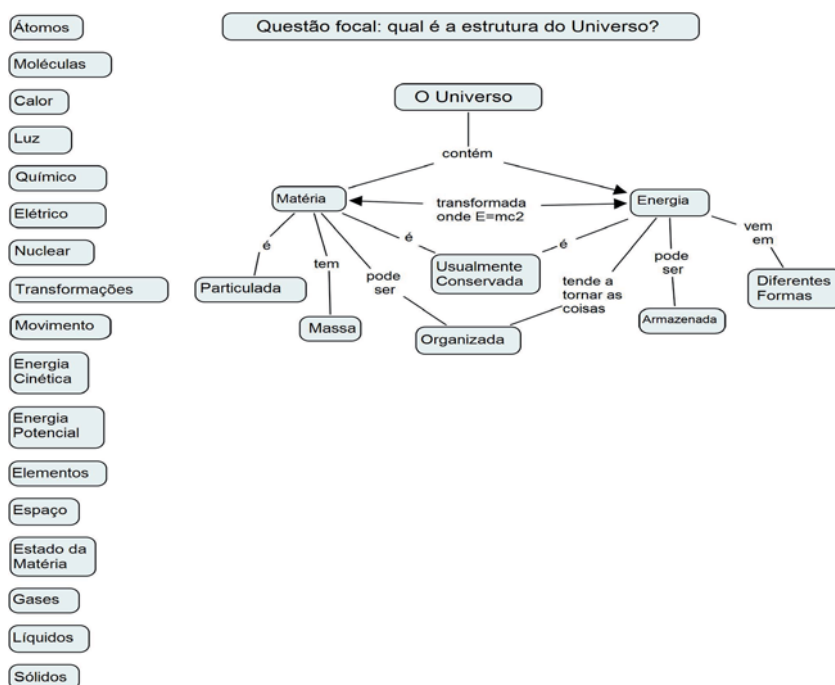 Questão focal: qual é a estrutura do Universo?
Átomos
Moléculas
Calor
Luz
Químico
Elétrico
Nuclear
Transformações
Movimento
Energia
Cinética
Energia
Potencial
Elementos
Espaço
Estado da
Matéria
Gases
Líquidos
Sólidos
O Universo
contém
Matéria
transformada
onde E=mc2
Energia
é
tem
pode
ser
é
é
tende a
tornar as
coisas
pode
ser
vem
em
Particulada
Massa
Usualmente
Conservada
Organizada
Armazenada
Diferentes
Formas